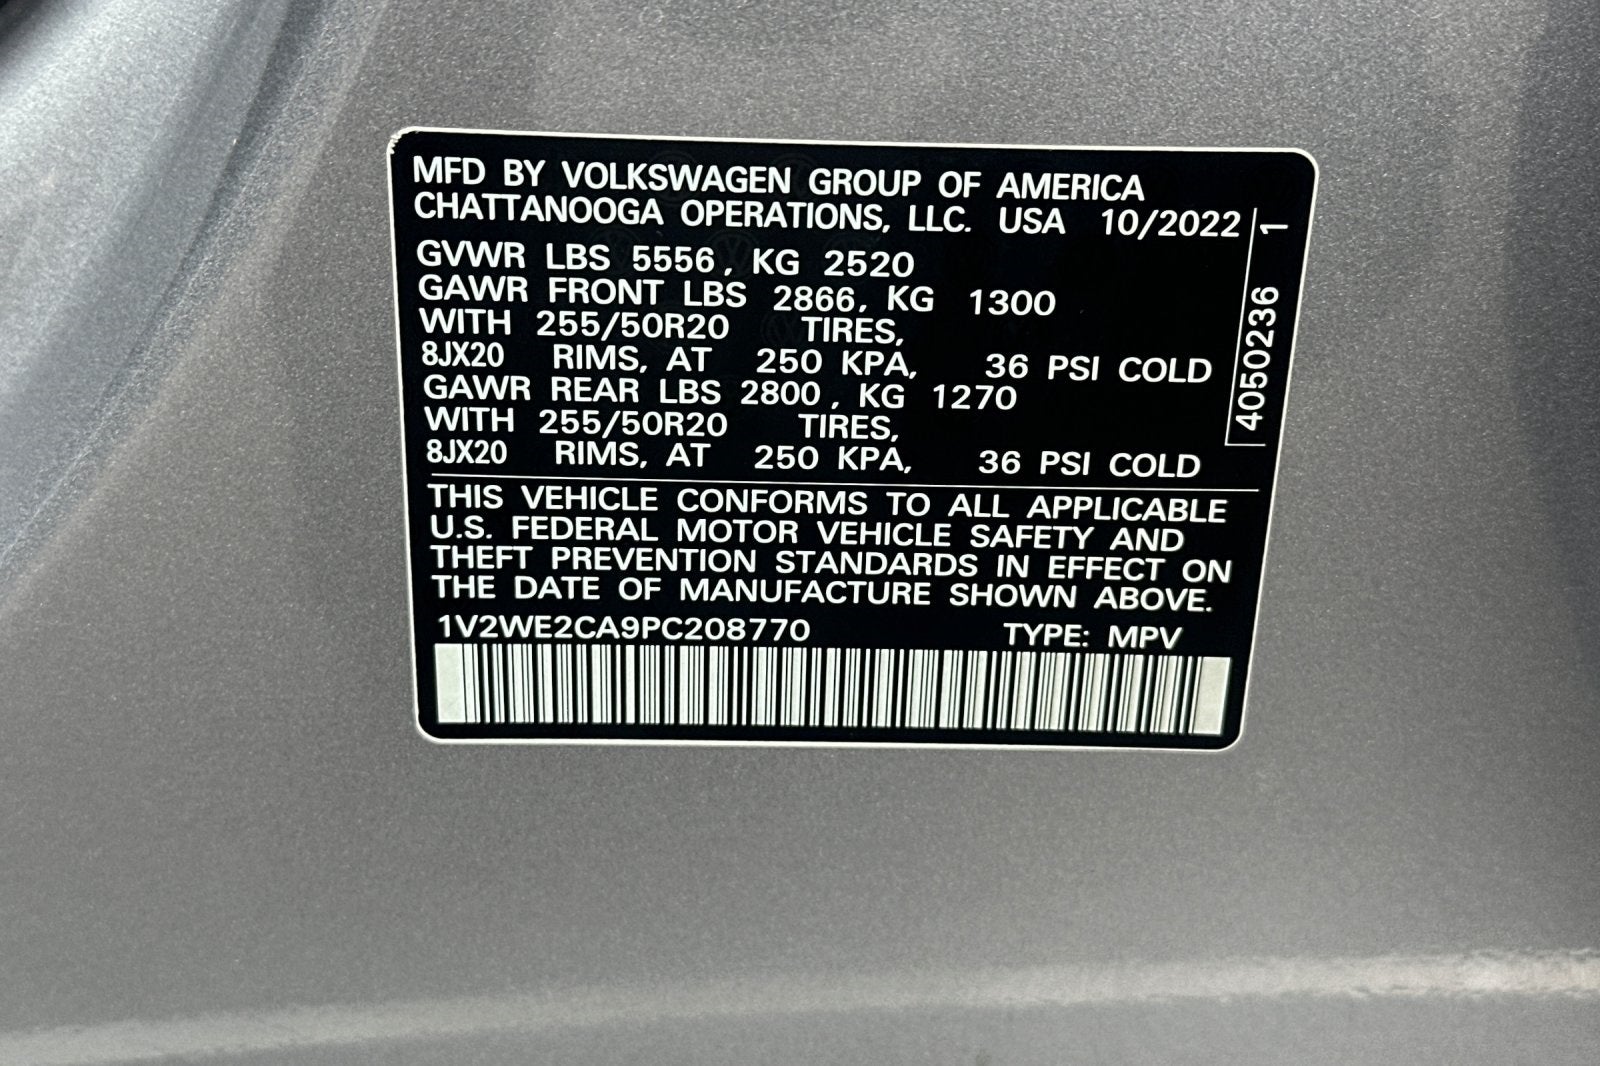 MFD BY VOLKSWAGEN GROUP OF AMERICA
CHATTANOOGA OPERATIONS, LLC. USA 10/2022
GVWR LBS 5556, KG 2520
GAWR FRONT LBS 2866, KG 1300
WITH 255/50R20 TIRES,
8JX20 RIMS, AT 250 KPA, 36 PSI COLD
GAWR REAR LBS 2800, KG 1270
WITH 255/50R20 TIRES,
8JX20 RIMS, AT 250 KPA, 36 PSI COLD
THIS VEHICLE CONFORMS TO ALL APPLICABLE
U.S. FEDERAL MOTOR VEHICLE SAFETY AND
THEFT PREVENTION STANDARDS IN EFFECT ON
THE DATE OF MANUFACTURE SHOWN ABOVE.
1V2WE2CA9PC208770 TYPE: MPV
4050236 1